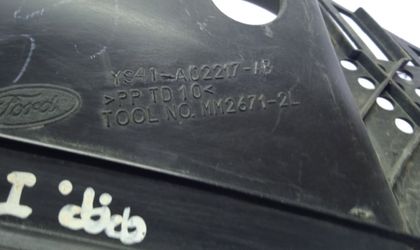 YS41-A02217-AB
Ford
>PP TD10<
TOOL NO. MM2671-2L